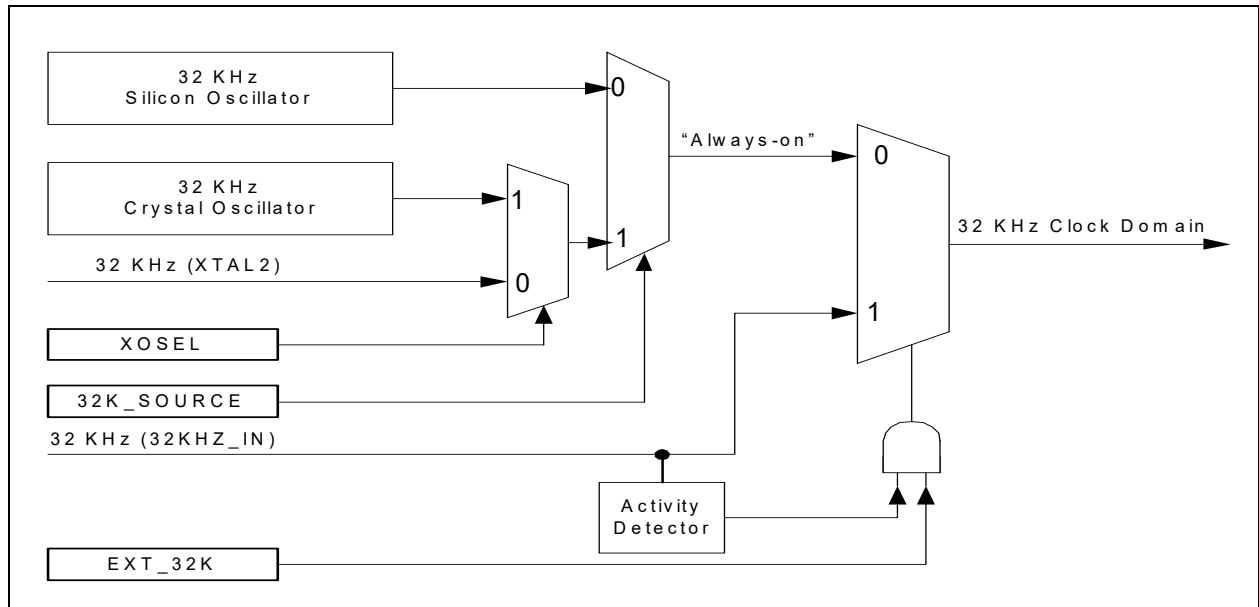 32 KHz
Silicon Oscillator
0
"Always-on"
0
32 KHz
Crystal Oscillator
1
1
32 KHz Clock Domain
32 KHz (XTAL2)
0
1
XOSEL
32K_SOURCE
32 KHz (32KHZ_IN)
Activity
Detector
EXT_32K